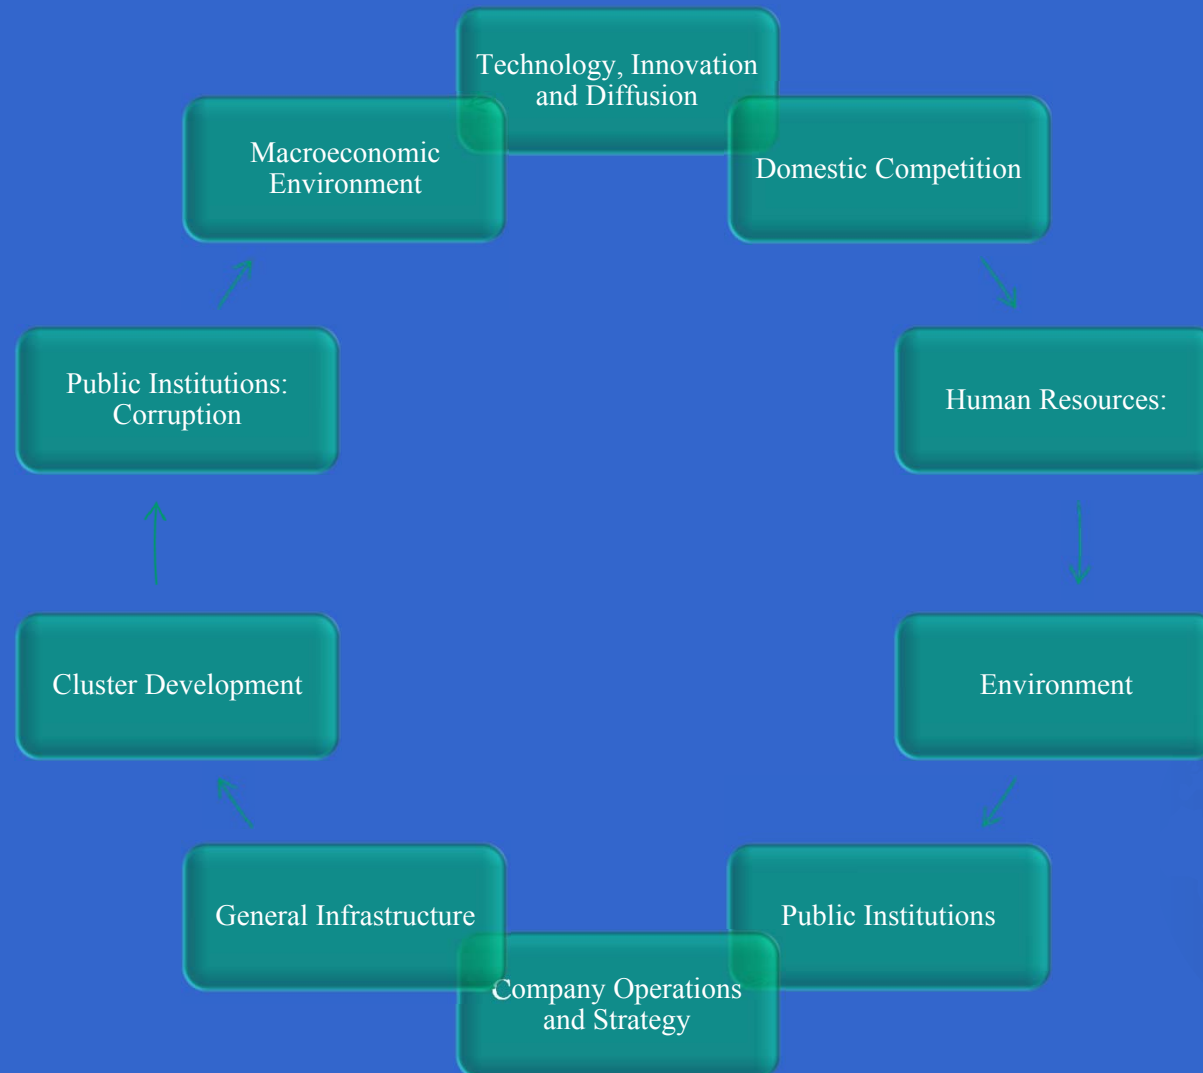 Technology, Innovation
and Diffusion
Domestic Competition
Human Resources:
Environment
Public Institutions
Company Operations
and Strategy
General Infrastructure
Cluster Development
Public Institutions:
Corruption
Macroeconomic
Environment